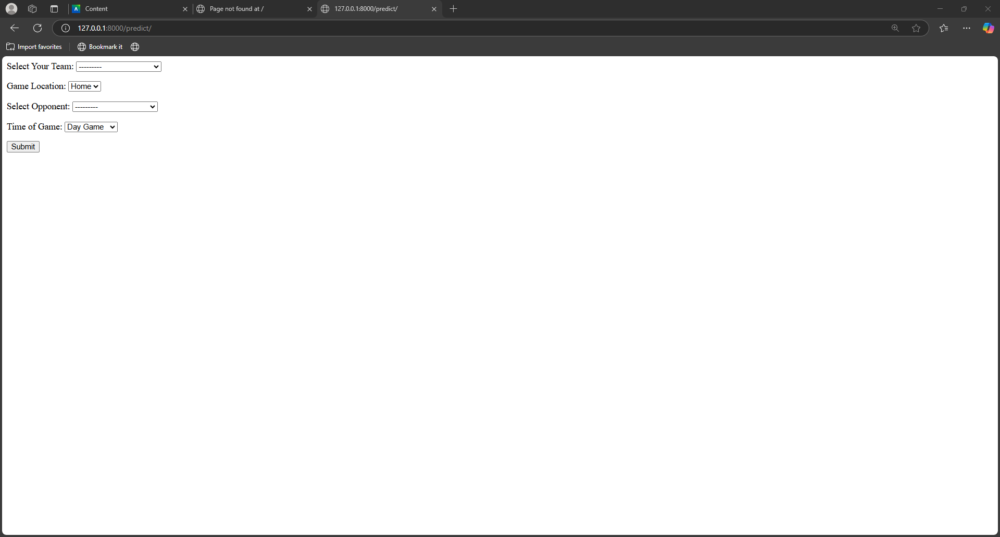 Content
Page not found at /
127.0.0.1:8000/predict/
127.0.0.1:8000/predict/
Import favorites
Bookmark it
Select Your Team: ---------
Game Location: Home
Select Opponent: ---------
Time of Game: Day Game
Submit